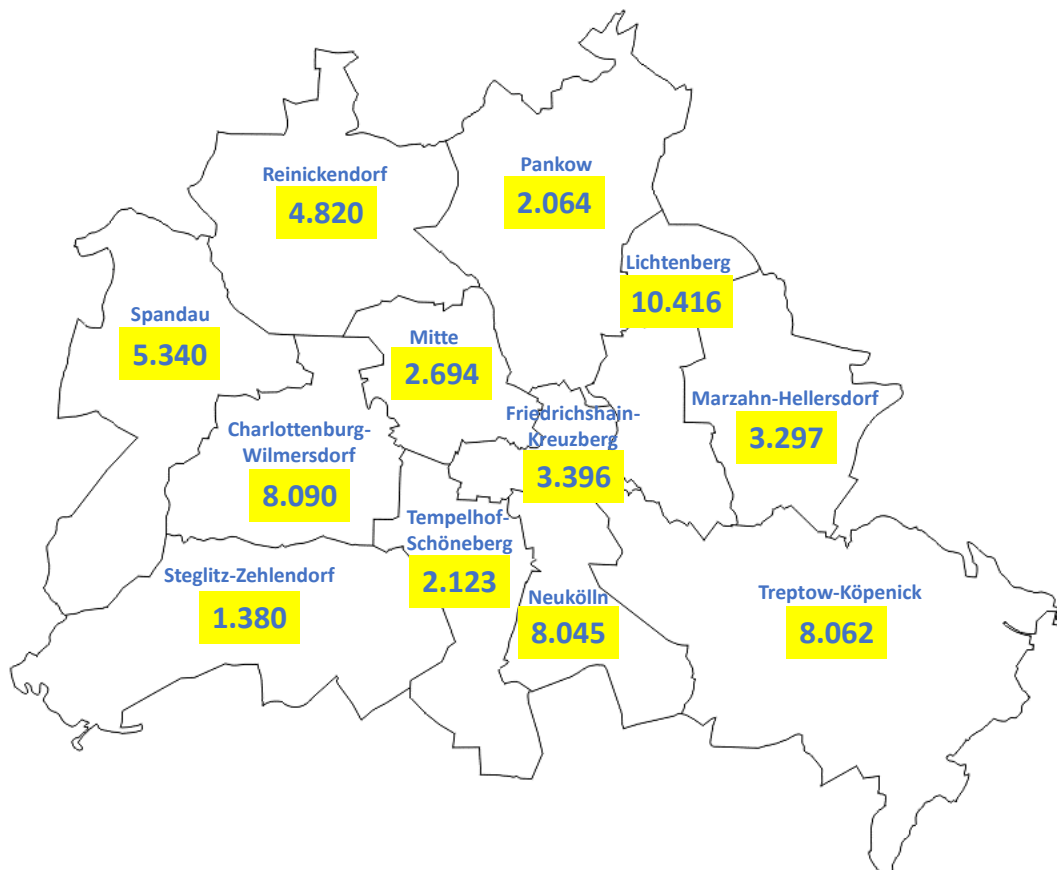 Pankow
2.064
Reinickendorf
4.820
Lichtenberg
10.416
Spandau
5.340
Mitte
2.694
Marzahn-Hellersdorf
3.297
Friedrichshain-
Kreuzberg
3.396
Charlottenburg-
Wilmersdorf
8.090
Tempelhof-
Schöneberg
2.123
Steglitz-Zehlendorf
1.380
Neukölln
8.045
Treptow-Köpenick
8.062